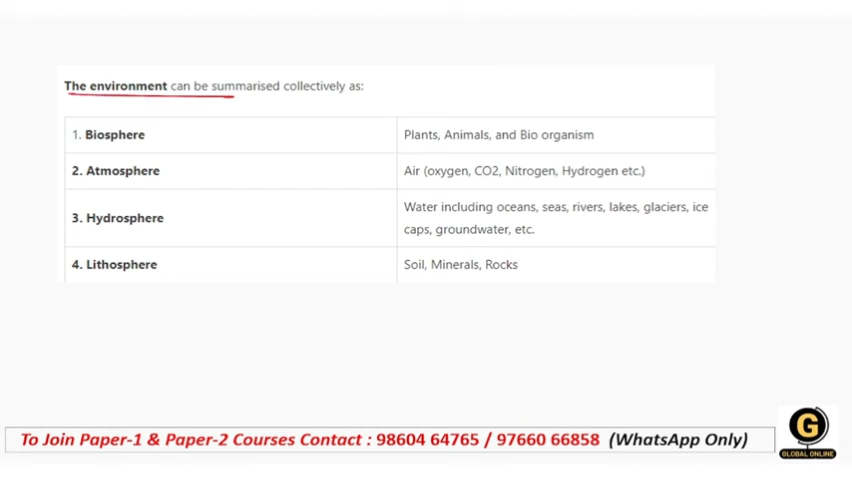 The environment can be summarised collectively as:
1. Biosphere
Plants, Animals, and Bio organism
2. Atmosphere
Air (oxygen, CO2, Nitrogen, Hydrogen etc.)
3. Hydrosphere
Water including oceans, seas, rivers, lakes, glaciers, ice
caps, groundwater, etc.
4. Lithosphere
Soil, Minerals, Rocks
To Join Paper-1 & Paper-2 Courses Contact : 98604 64765 / 97660 66858 (WhatsApp Only)
G
GLOBAL ONLINE